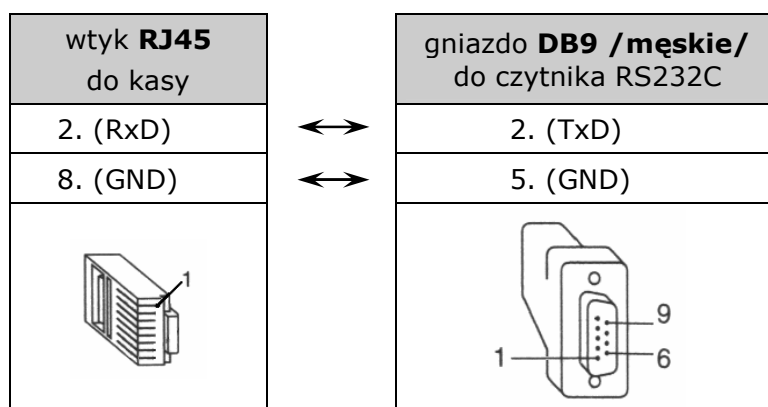 wtyk RJ45
do kasy
gniazdo DB9 /męskie/
do czytnika RS232C
2. (RxD)
2. (TxD)
8. (GND)
5. (GND)
1
9
1
6